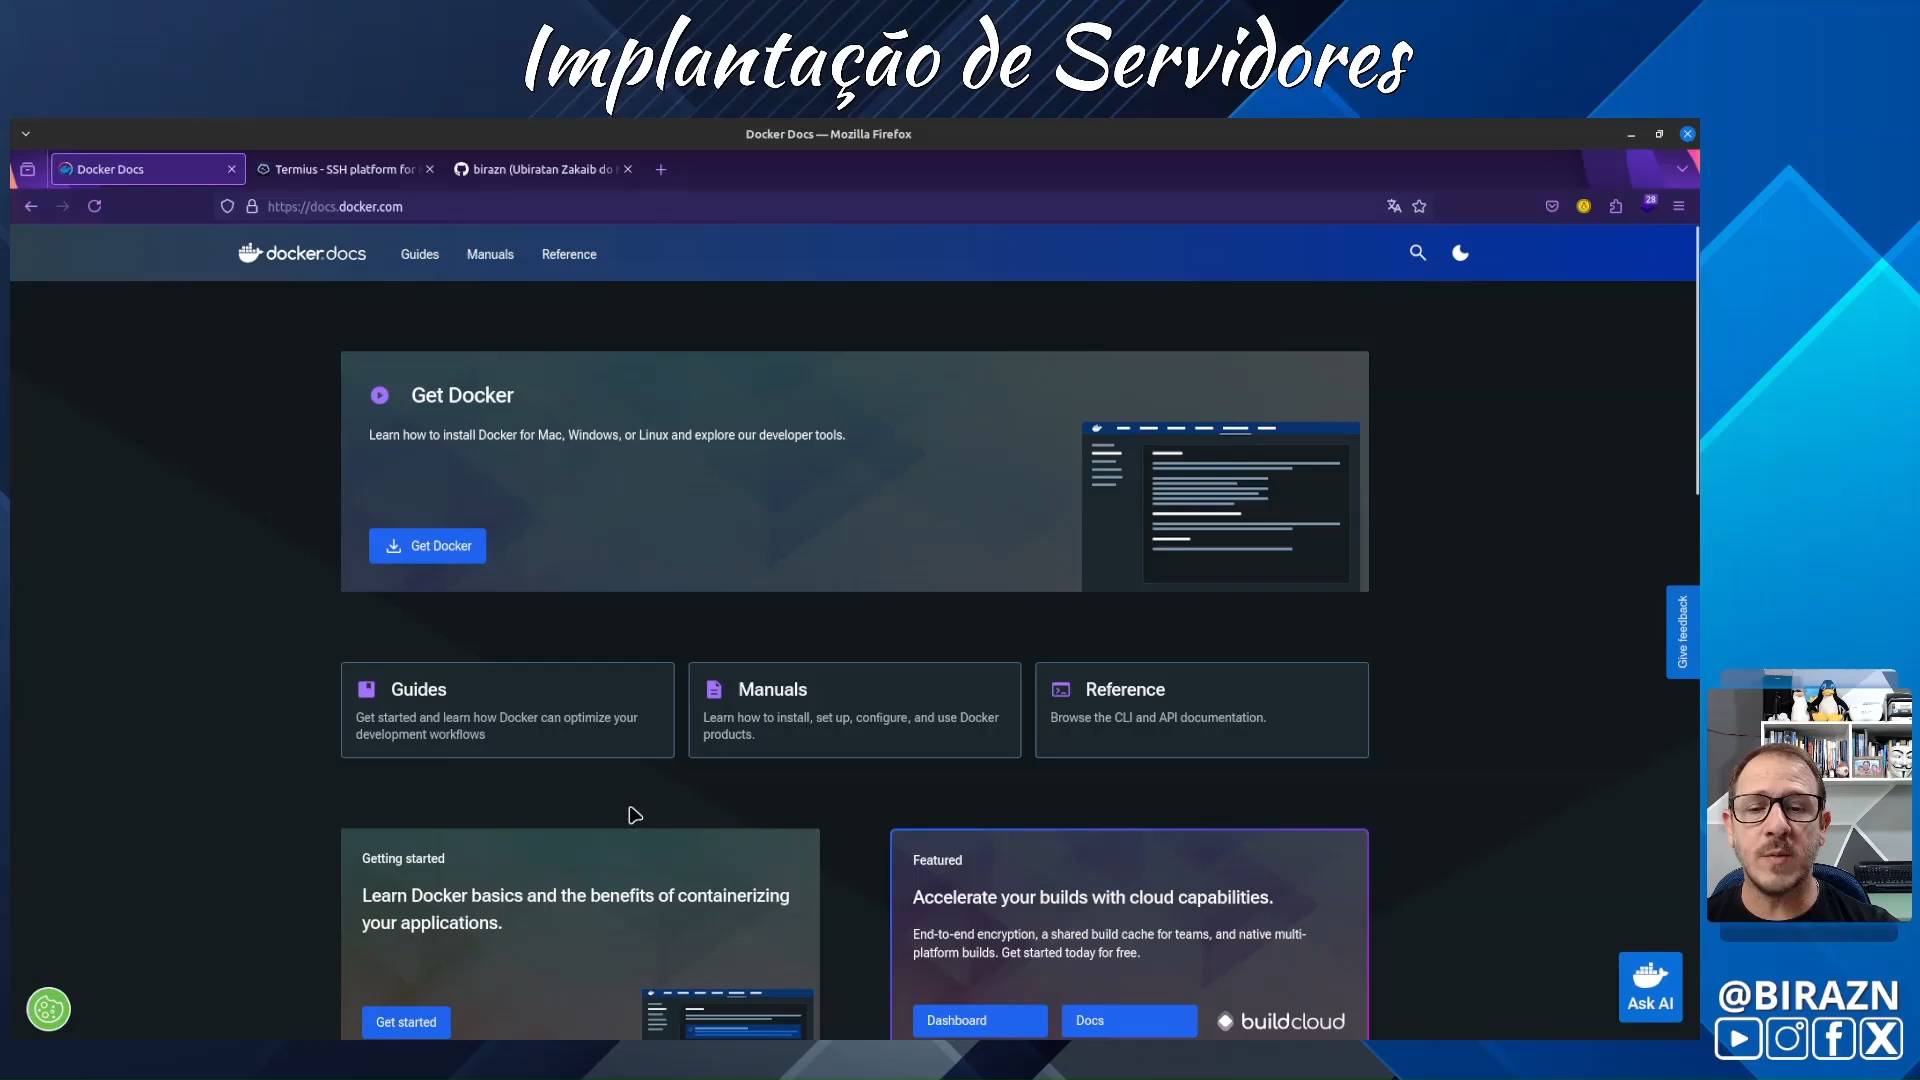 Implantação de Servidores
Docker Docs — Mozilla Firefox
Docker Docs
Termius - SSH platform for
birazn (Ubiratan Zakaib do
https://docs.docker.com
28
docker docs
Guides
Manuals
Reference
Get Docker
Learn how to install Docker for Mac, Windows, or Linux and explore our developer tools.
Get Docker
Give feedback
Guides
Get started and learn how Docker can optimize your
development workflows
Manuals
Learn how to install, set up, configure, and use Docker
products.
Reference
Browse the CLI and API documentation.
Getting started
Learn Docker basics and the benefits of containerizing
your applications.
Get started
Featured
Accelerate your builds with cloud capabilities.
End-to-end encryption, a shared build cache for teams, and native multi-
platform builds. Get started today for free.
Dashboard
Docs
buildcloud
Ask AI
@BIRAZN